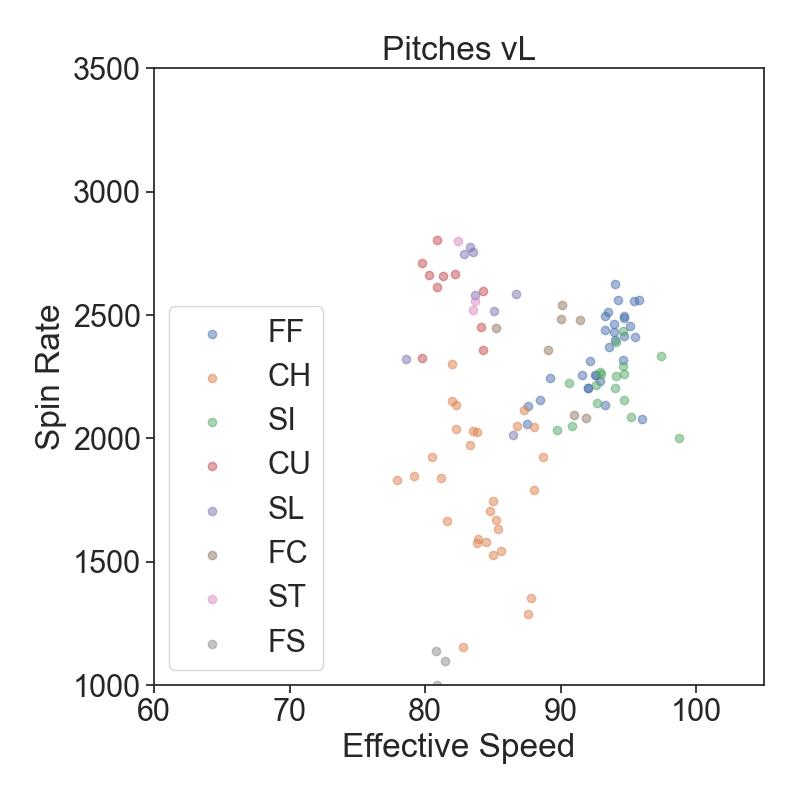 Pitches vL
3500
3000
2500
2000
1500
1000
Spin Rate
FF
CH
SI
CU
SL
FC
ST
FS
60
70
80
90
100
Effective Speed